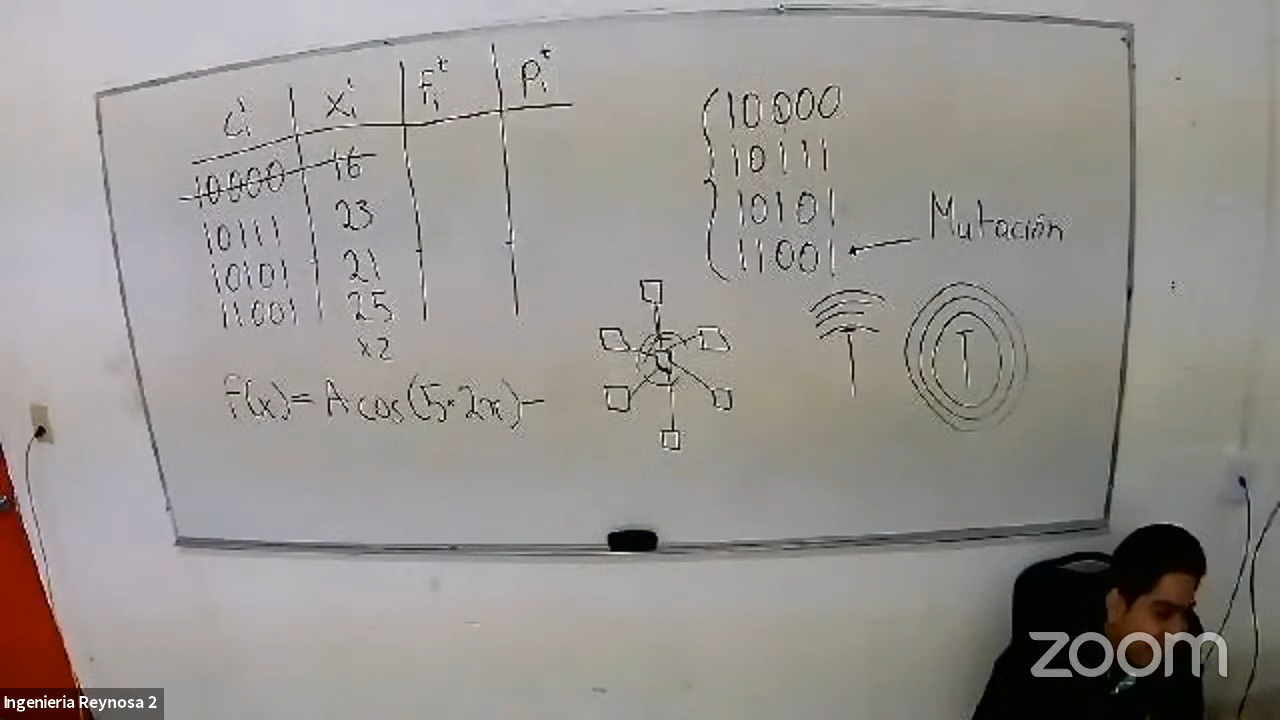 Ci Xi fi^t Pi^t
10000 16
10111 23
10101 21
11001 25
x2
F(x)= A cos(5·2x)-
10000
10111
10101
11001
Mutación
zoom
Ingenieria Reynosa 2